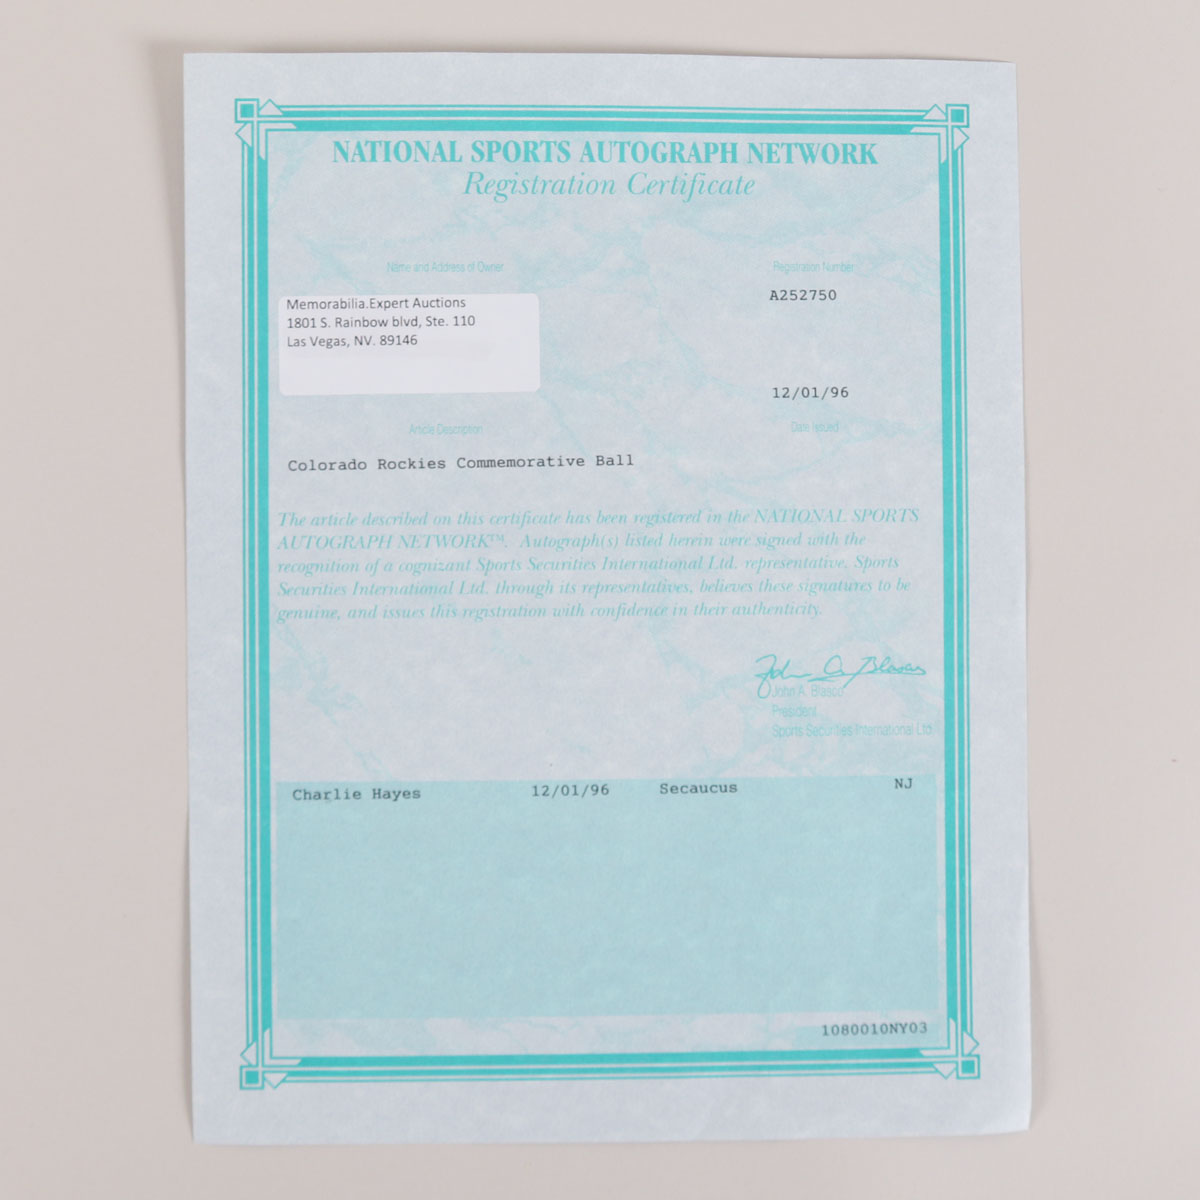 NATIONAL SPORTS AUTOGRAPH NETWORK
Registration Certificate
Name and Address of Owner
Registration Number
Memorabilia.Expert Auctions
1801 S. Rainbow blvd, Ste. 110
Las Vegas, NV. 89146
A252750
12/01/96
Article Description
Date Issued
Colorado Rockies Commemorative Ball
The article described on this certificate has been registered in the NATIONAL SPORTS
AUTOGRAPH NETWORK™. Autograph(s) listed herein were signed with the
recognition of a cognizant Sports Securities International Ltd. representative. Sports
Securities International Ltd. through its representatives, believes these signatures to be
genuine, and issues this registration with confidence in their authenticity.
John A. Blasco
John A. Blasco
President
Sports Securities International Ltd.
Charlie Hayes 12/01/96 Secaucus NJ
1080010NY03